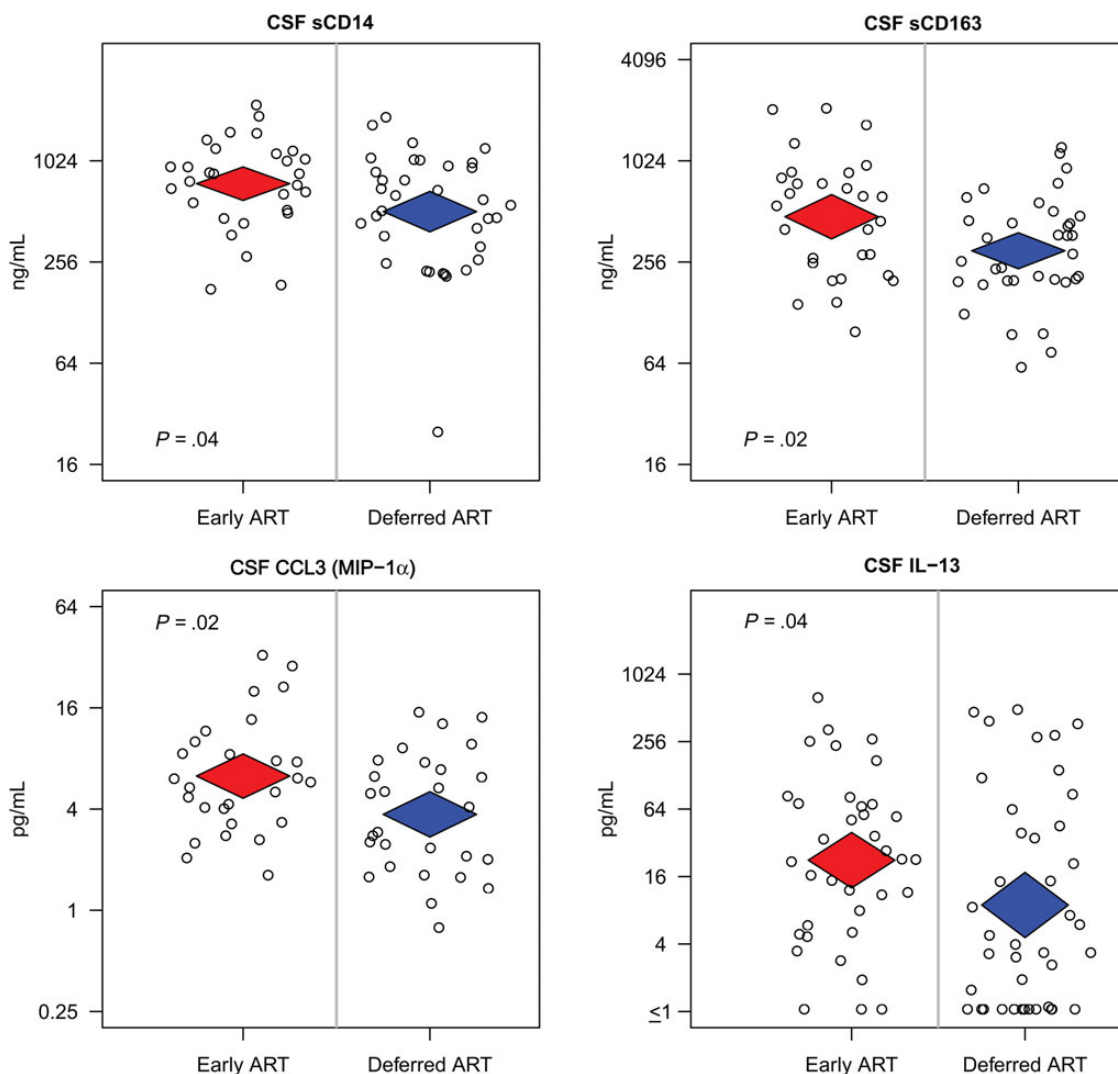 CSF sCD14
1024
256
64
16
ng/mL
P = .04
Early ART
Deferred ART
CSF sCD163
4096
1024
256
64
16
ng/mL
P = .02
Early ART
Deferred ART
CSF CCL3 (MIP−1α)
64
16
4
1
0.25
pg/mL
P = .02
Early ART
Deferred ART
CSF IL−13
1024
256
64
16
4
≤1
pg/mL
P = .04
Early ART
Deferred ART